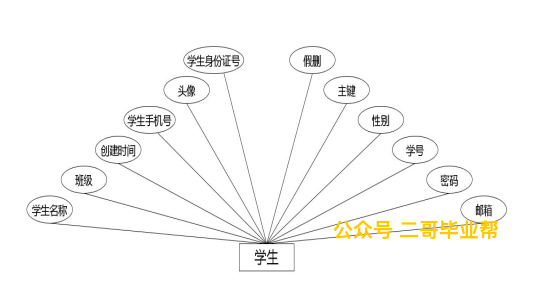 学生身份证号
假删
头像
主键
学生手机号
性别
创建时间
学号
班级
密码
学生名称
邮箱
公众号 二哥毕业帮
学生